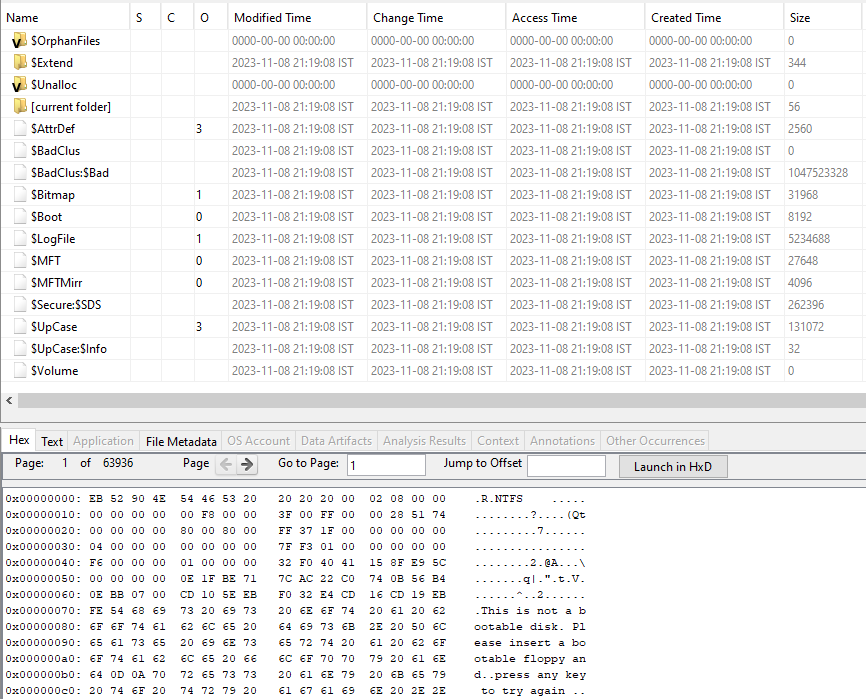 Name S C O Modified Time Change Time Access Time Created Time Size
$OrphanFiles 0000-00-00 00:00:00 0000-00-00 00:00:00 0000-00-00 00:00:00 0000-00-00 00:00:00 0
$Extend 2023-11-08 21:19:08 IST 2023-11-08 21:19:08 IST 2023-11-08 21:19:08 IST 2023-11-08 21:19:08 IST 344
$Unalloc 0000-00-00 00:00:00 0000-00-00 00:00:00 0000-00-00 00:00:00 0000-00-00 00:00:00 0
[current folder] 2023-11-08 21:19:08 IST 2023-11-08 21:19:08 IST 2023-11-08 21:19:08 IST 2023-11-08 21:19:08 IST 56
$AttrDef 3 2023-11-08 21:19:08 IST 2023-11-08 21:19:08 IST 2023-11-08 21:19:08 IST 2023-11-08 21:19:08 IST 2560
$BadClus 2023-11-08 21:19:08 IST 2023-11-08 21:19:08 IST 2023-11-08 21:19:08 IST 2023-11-08 21:19:08 IST 0
$BadClus:$Bad 2023-11-08 21:19:08 IST 2023-11-08 21:19:08 IST 2023-11-08 21:19:08 IST 2023-11-08 21:19:08 IST 1047523328
$Bitmap 1 2023-11-08 21:19:08 IST 2023-11-08 21:19:08 IST 2023-11-08 21:19:08 IST 2023-11-08 21:19:08 IST 31968
$Boot 0 2023-11-08 21:19:08 IST 2023-11-08 21:19:08 IST 2023-11-08 21:19:08 IST 2023-11-08 21:19:08 IST 8192
$LogFile 1 2023-11-08 21:19:08 IST 2023-11-08 21:19:08 IST 2023-11-08 21:19:08 IST 2023-11-08 21:19:08 IST 5234688
$MFT 0 2023-11-08 21:19:08 IST 2023-11-08 21:19:08 IST 2023-11-08 21:19:08 IST 2023-11-08 21:19:08 IST 27648
$MFTMirr 0 2023-11-08 21:19:08 IST 2023-11-08 21:19:08 IST 2023-11-08 21:19:08 IST 2023-11-08 21:19:08 IST 4096
$Secure:$SDS 2023-11-08 21:19:08 IST 2023-11-08 21:19:08 IST 2023-11-08 21:19:08 IST 2023-11-08 21:19:08 IST 262396
$UpCase 3 2023-11-08 21:19:08 IST 2023-11-08 21:19:08 IST 2023-11-08 21:19:08 IST 2023-11-08 21:19:08 IST 131072
$UpCase:$Info 2023-11-08 21:19:08 IST 2023-11-08 21:19:08 IST 2023-11-08 21:19:08 IST 2023-11-08 21:19:08 IST 32
$Volume 2023-11-08 21:19:08 IST 2023-11-08 21:19:08 IST 2023-11-08 21:19:08 IST 2023-11-08 21:19:08 IST 0
Hex Text Application File Metadata OS Account Data Artifacts Analysis Results Context Annotations Other Occurrences
Page: 1 of 63936 Page Go to Page: 1 Jump to Offset Launch in HxD
0x00000000: EB 52 90 4E 54 46 53 20 20 20 20 00 02 08 00 00 .R.NTFS .....
0x00000010: 00 00 00 00 00 F8 00 00 3F 00 FF 00 00 28 51 74 ........?....(Qt
0x00000020: 00 00 00 00 80 00 80 00 FF 37 1F 00 00 00 00 00 .........7......
0x00000030: 04 00 00 00 00 00 00 00 7F F3 01 00 00 00 00 00 ................
0x00000040: F6 00 00 00 01 00 00 00 32 F0 40 41 15 8F E9 5C ........2.@A...\
0x00000050: 00 00 00 00 0E 1F BE 71 7C AC 22 C0 74 0B 56 B4 .......q|.".t.V.
0x00000060: 0E BB 07 00 CD 10 5E EB F0 32 E4 CD 16 CD 19 EB ......^..2......
0x00000070: FE 54 68 69 73 20 69 73 20 6E 6F 74 20 61 20 62 .This is not a b
0x00000080: 6F 6F 74 61 62 6C 65 20 64 69 73 6B 2E 20 50 6C ootable disk. Pl
0x00000090: 65 61 73 65 20 69 6E 73 65 72 74 20 61 20 62 6F ease insert a bo
0x000000a0: 6F 74 61 62 6C 65 20 66 6C 6F 70 70 79 20 61 6E otable floppy an
0x000000b0: 64 0D 0A 70 72 65 73 73 20 61 6E 79 20 6B 65 79 d..press any key
0x000000c0: 20 74 6F 20 74 72 79 20 61 67 61 69 6E 20 2E 2E to try again ..